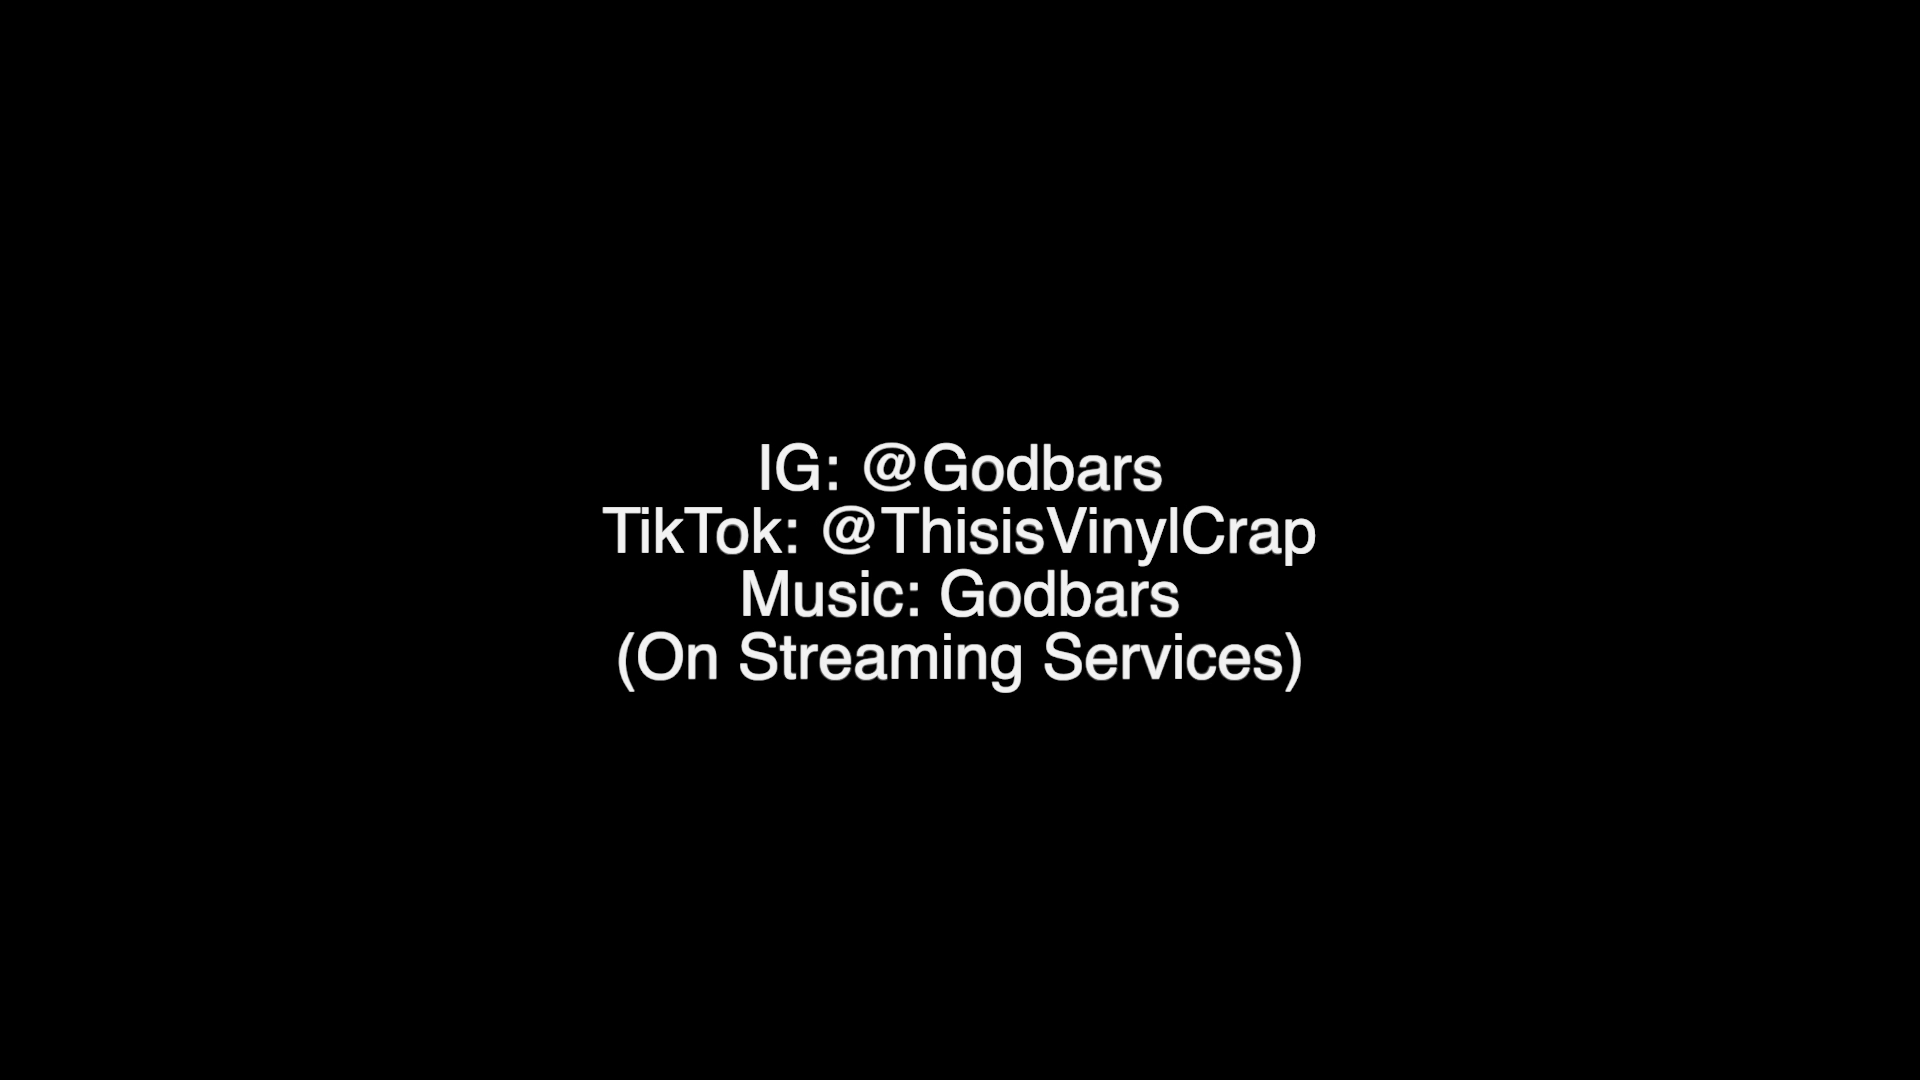 IG: @Godbars
TikTok: @ThisisVinylCrap
Music: Godbars
(On Streaming Services)